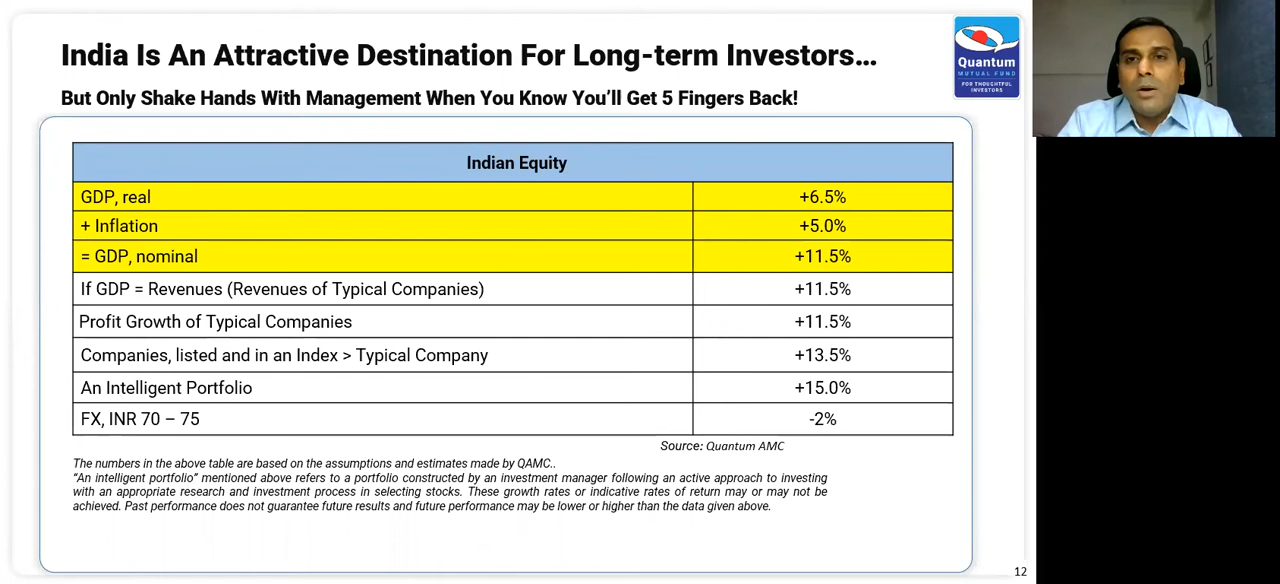 India Is An Attractive Destination For Long-term Investors…
But Only Shake Hands With Management When You Know You’ll Get 5 Fingers Back!
Quantum
MUTUAL FUND
FOR THOUGHTFUL
INVESTORS
Indian Equity
GDP, real +6.5%
+ Inflation +5.0%
= GDP, nominal +11.5%
If GDP = Revenues (Revenues of Typical Companies) +11.5%
Profit Growth of Typical Companies +11.5%
Companies, listed and in an Index > Typical Company +13.5%
An Intelligent Portfolio +15.0%
FX, INR 70 – 75 -2%
Source: Quantum AMC
The numbers in the above table are based on the assumptions and estimates made by QAMC..
“An intelligent portfolio” mentioned above refers to a portfolio constructed by an investment manager following an active approach to investing
with an appropriate research and investment process in selecting stocks. These growth rates or indicative rates of return may or may not be
achieved. Past performance does not guarantee future results and future performance may be lower or higher than the data given above.
12